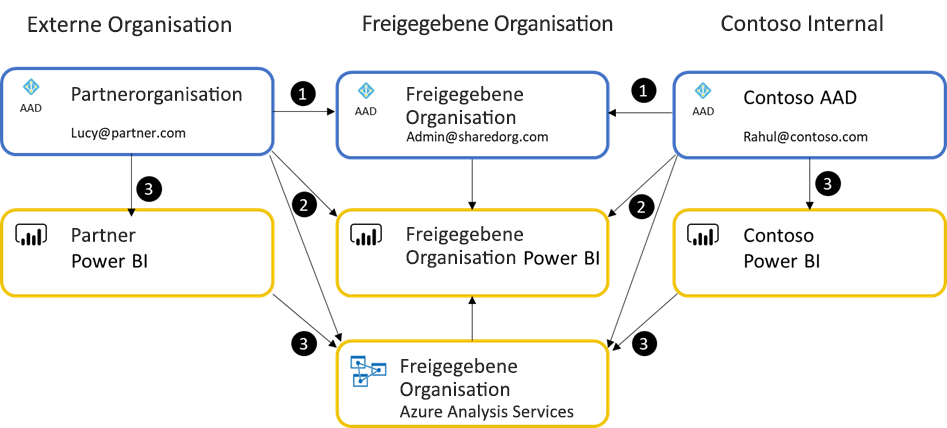 Externe Organisation
Freigegebene Organisation
Contoso Internal
AAD
Partnerorganisation
Lucy@partner.com
1
AAD
Freigegebene
Organisation
Admin@sharedorg.com
1
AAD
Contoso AAD
Rahul@contoso.com
3
2
2
3
Partner
Power BI
Freigegebene
Organisation Power BI
Contoso
Power BI
3
3
Freigegebene
Organisation
Azure Analysis Services